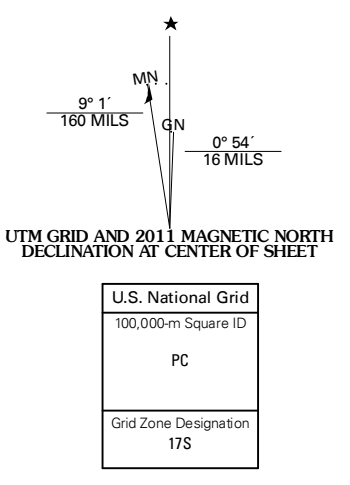 ★
MN
GN
9° 1´
160 MILS
0° 54´
16 MILS
UTM GRID AND 2011 MAGNETIC NORTH
DECLINATION AT CENTER OF SHEET
U.S. National Grid
100,000-m Square ID
PC
Grid Zone Designation
17S